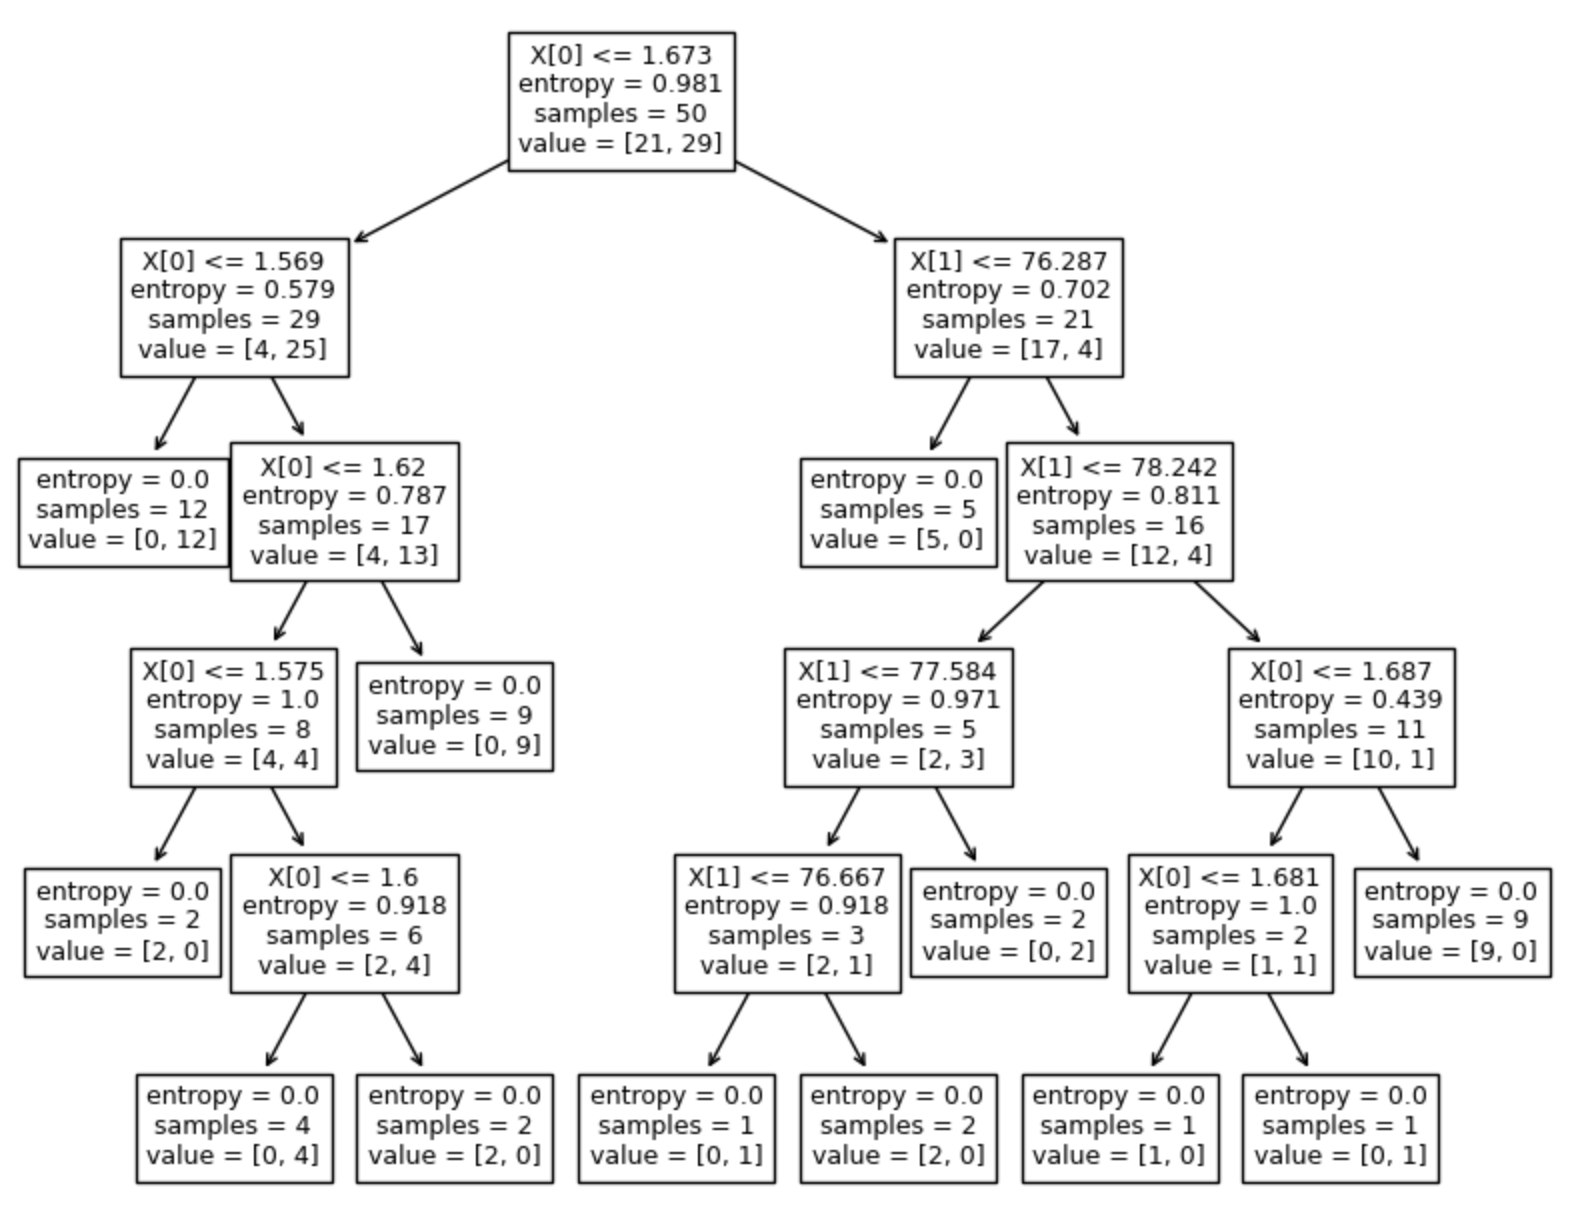 X[0] <= 1.673
entropy = 0.981
samples = 50
value = [21, 29]
X[0] <= 1.569
entropy = 0.579
samples = 29
value = [4, 25]
X[1] <= 76.287
entropy = 0.702
samples = 21
value = [17, 4]
entropy = 0.0
samples = 12
value = [0, 12]
X[0] <= 1.62
entropy = 0.787
samples = 17
value = [4, 13]
entropy = 0.0
samples = 5
value = [5, 0]
X[1] <= 78.242
entropy = 0.811
samples = 16
value = [12, 4]
X[0] <= 1.575
entropy = 1.0
samples = 8
value = [4, 4]
entropy = 0.0
samples = 9
value = [0, 9]
X[1] <= 77.584
entropy = 0.971
samples = 5
value = [2, 3]
X[0] <= 1.687
entropy = 0.439
samples = 11
value = [10, 1]
entropy = 0.0
samples = 2
value = [2, 0]
X[0] <= 1.6
entropy = 0.918
samples = 6
value = [2, 4]
X[1] <= 76.667
entropy = 0.918
samples = 3
value = [2, 1]
entropy = 0.0
samples = 2
value = [0, 2]
X[0] <= 1.681
entropy = 1.0
samples = 2
value = [1, 1]
entropy = 0.0
samples = 9
value = [9, 0]
entropy = 0.0
samples = 4
value = [0, 4]
entropy = 0.0
samples = 2
value = [2, 0]
entropy = 0.0
samples = 1
value = [0, 1]
entropy = 0.0
samples = 2
value = [2, 0]
entropy = 0.0
samples = 1
value = [1, 0]
entropy = 0.0
samples = 1
value = [0, 1]